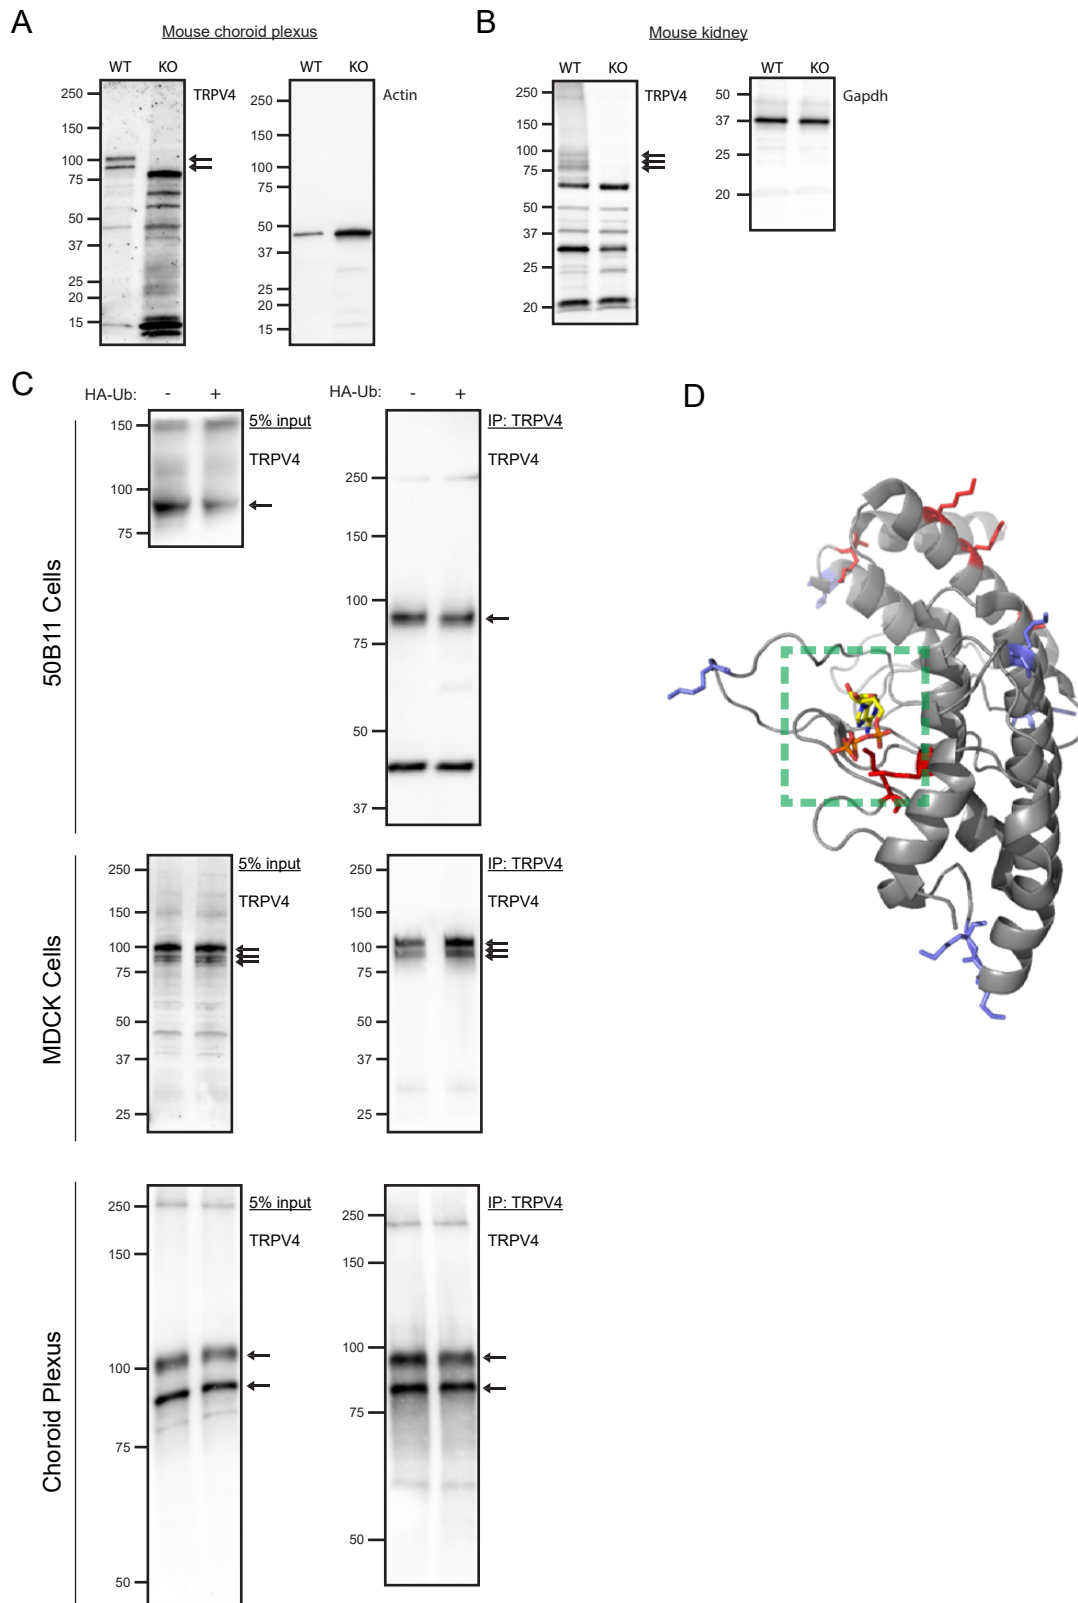 A
Mouse choroid plexus
WT KO
250
150
100
75
50
37
25
20
15
TRPV4
WT KO
250
150
100
75
50
37
25
20
15
Actin
B
Mouse kidney
WT KO
250
150
100
75
50
37
25
20
TRPV4
WT KO
50
37
25
20
Gapdh
C
50B11 Cells
HA-Ub: - +
150
100
75
5% input
TRPV4
HA-Ub: - +
250
150
100
75
50
37
IP: TRPV4
TRPV4
MDCK Cells
250
150
100
75
50
37
25
5% input
TRPV4
250
150
100
75
50
37
25
IP: TRPV4
TRPV4
Choroid Plexus
250
150
100
75
50
5% input
TRPV4
250
150
100
75
50
IP: TRPV4
TRPV4
D